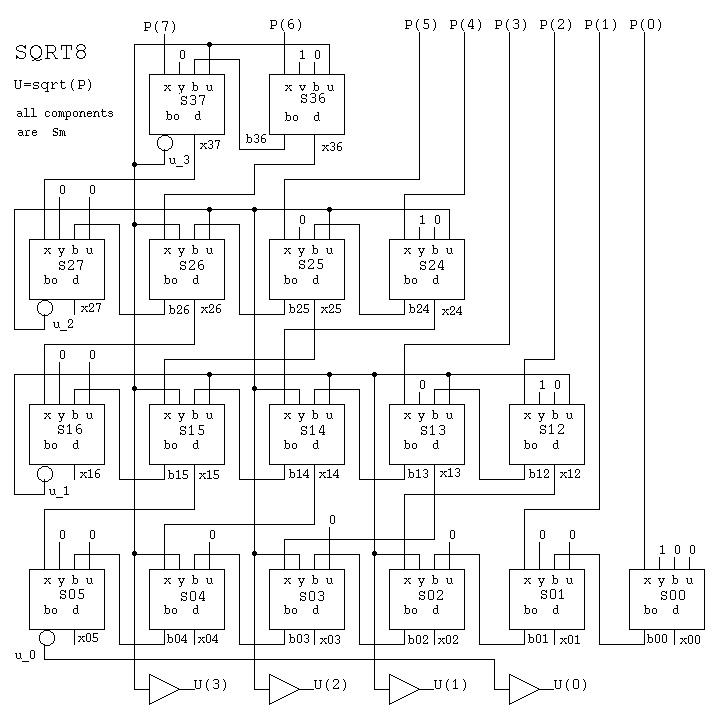 P(7) P(6) P(5) P(4) P(3) P(2) P(1) P(0)
SQRT8
0 1 0
U=sqrt(P)
x y b u x v b u
S37 S36
all components
bo d bo d
are Sm
b36
x37 x36
u_3
0 0
0 1 0
x y b u x y b u x y b u x y b u
S27 S26 S25 S24
bo d bo d bo d bo d
x27 b26 x26 b25 x25 b24 x24
u_2
0 0
0 1 0
x y b u x y b u x y b u x y b u x y b u
S16 S15 S14 S13 S12
bo d bo d bo d bo d bo d
x16 b15 x15 b14 x14 b13 x13 b12 x12
u_1
0
0 0 0 0 0 0
1 0 0
x y b u x y b u x y b u x y b u x y b u x y b u
S05 S04 S03 S02 S01 S00
bo d bo d bo d bo d bo d bo d
x05 b04 x04 b03 x03 b02 x02 b01 x01 b00 x00
u_0
U(3) U(2) U(1) U(0)